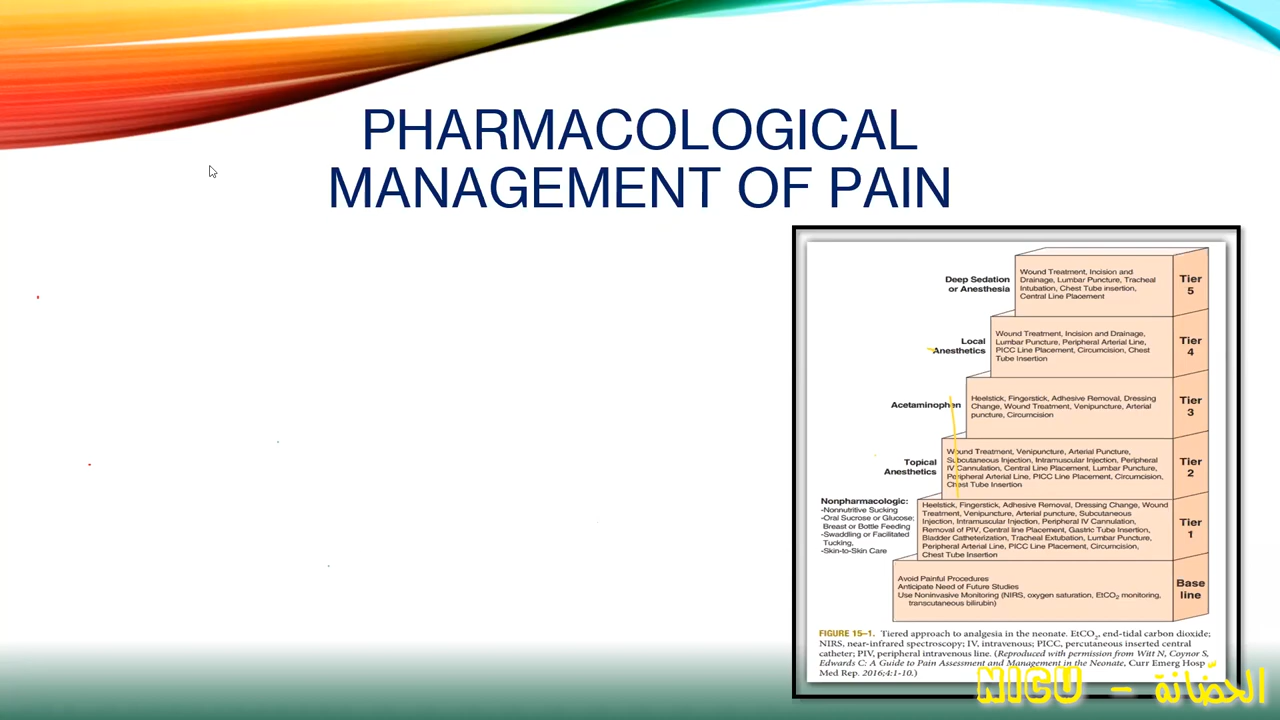 PHARMACOLOGICAL
MANAGEMENT OF PAIN
Deep Sedation
or Anesthesia
Wound Treatment, Incision and
Drainage, Lumbar Puncture, Tracheal
Intubation, Chest Tube insertion,
Central Line Placement
Tier
5
Local
Anesthetics
Wound Treatment, Incision and Drainage,
Lumbar Puncture, Peripheral Arterial Line,
PICC Line Placement, Circumcision, Chest
Tube Insertion
Tier
4
Acetaminophen
Heelstick, Fingerstick, Adhesive Removal, Dressing
Change, Wound Treatment, Venipuncture, Arterial
puncture, Circumcision
Tier
3
Topical
Anesthetics
Wound Treatment, Venipuncture, Arterial Puncture,
Subcutaneous Injection, Intramuscular Injection, Peripheral
IV Cannulation, Central Line Placement, Lumbar Puncture,
Peripheral Arterial Line, PICC Line Placement, Circumcision,
Chest Tube Insertion
Tier
2
Nonpharmacologic:
-Nonnutritive Sucking
-Oral Sucrose or Glucose;
Breast or Bottle Feeding
-Swaddling or Facilitated
Tucking,
-Skin-to-Skin Care
Heelstick, Fingerstick, Adhesive Removal, Dressing Change, Wound
Treatment, Venipuncture, Arterial puncture, Subcutaneous
Injection, Intramuscular Injection, Peripheral IV Cannulation,
Removal of PIV, Central line Placement, Gastric Tube Insertion,
Bladder Catheterization, Tracheal Extubation, Lumbar Puncture,
Peripheral Arterial Line, PICC Line Placement, Circumcision,
Chest Tube Insertion
Tier
1
Avoid Painful Procedures
Anticipate Need of Future Studies
Use Noninvasive Monitoring (NIRS, oxygen saturation, EtCO2 monitoring,
transcutaneous bilirubin)
Base
line
FIGURE 15–1. Tiered approach to analgesia in the neonate. EtCO2, end-tidal carbon dioxide;
NIRS, near-infrared spectroscopy; IV, intravenous; PICC, percutaneous inserted central
catheter; PIV, peripheral intravenous line. (Reproduced with permission from Witt N, Coynor S,
Edwards C: A Guide to Pain Assessment and Management in the Neonate, Curr Emerg Hosp
Med Rep. 2016;4:1-10.)
NICU - الحضّانة